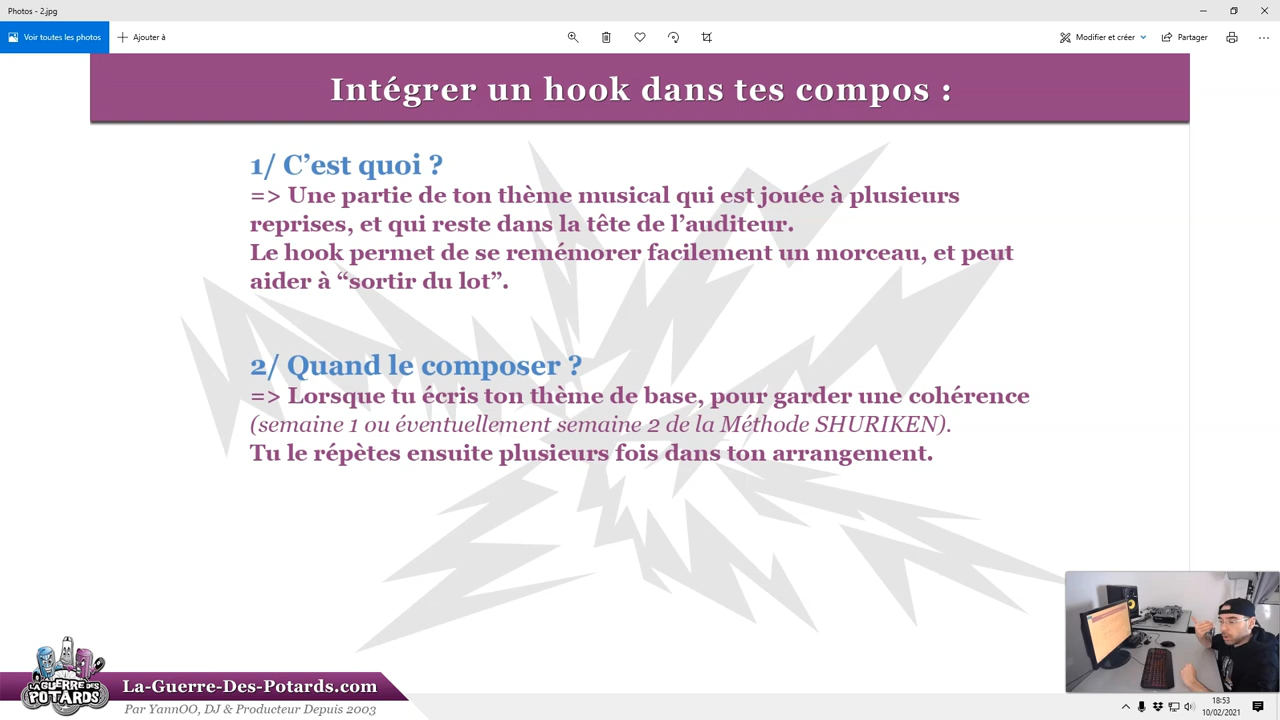 Photos - 2.jpg
Voir toutes les photos
Ajouter à
Modifier et créer
Partager
Intégrer un hook dans tes compos :
1/ C’est quoi ?
=> Une partie de ton thème musical qui est jouée à plusieurs
reprises, et qui reste dans la tête de l’auditeur.
Le hook permet de se remémorer facilement un morceau, et peut
aider à “sortir du lot”.
2/ Quand le composer ?
=> Lorsque tu écris ton thème de base, pour garder une cohérence
(semaine 1 ou éventuellement semaine 2 de la Méthode SHURIKEN).
Tu le répètes ensuite plusieurs fois dans ton arrangement.
LA GUERRE DES
POTARDS
La-Guerre-Des-Potards.com
Par YannOO, DJ & Producteur Depuis 2003
18:53
10/02/2021